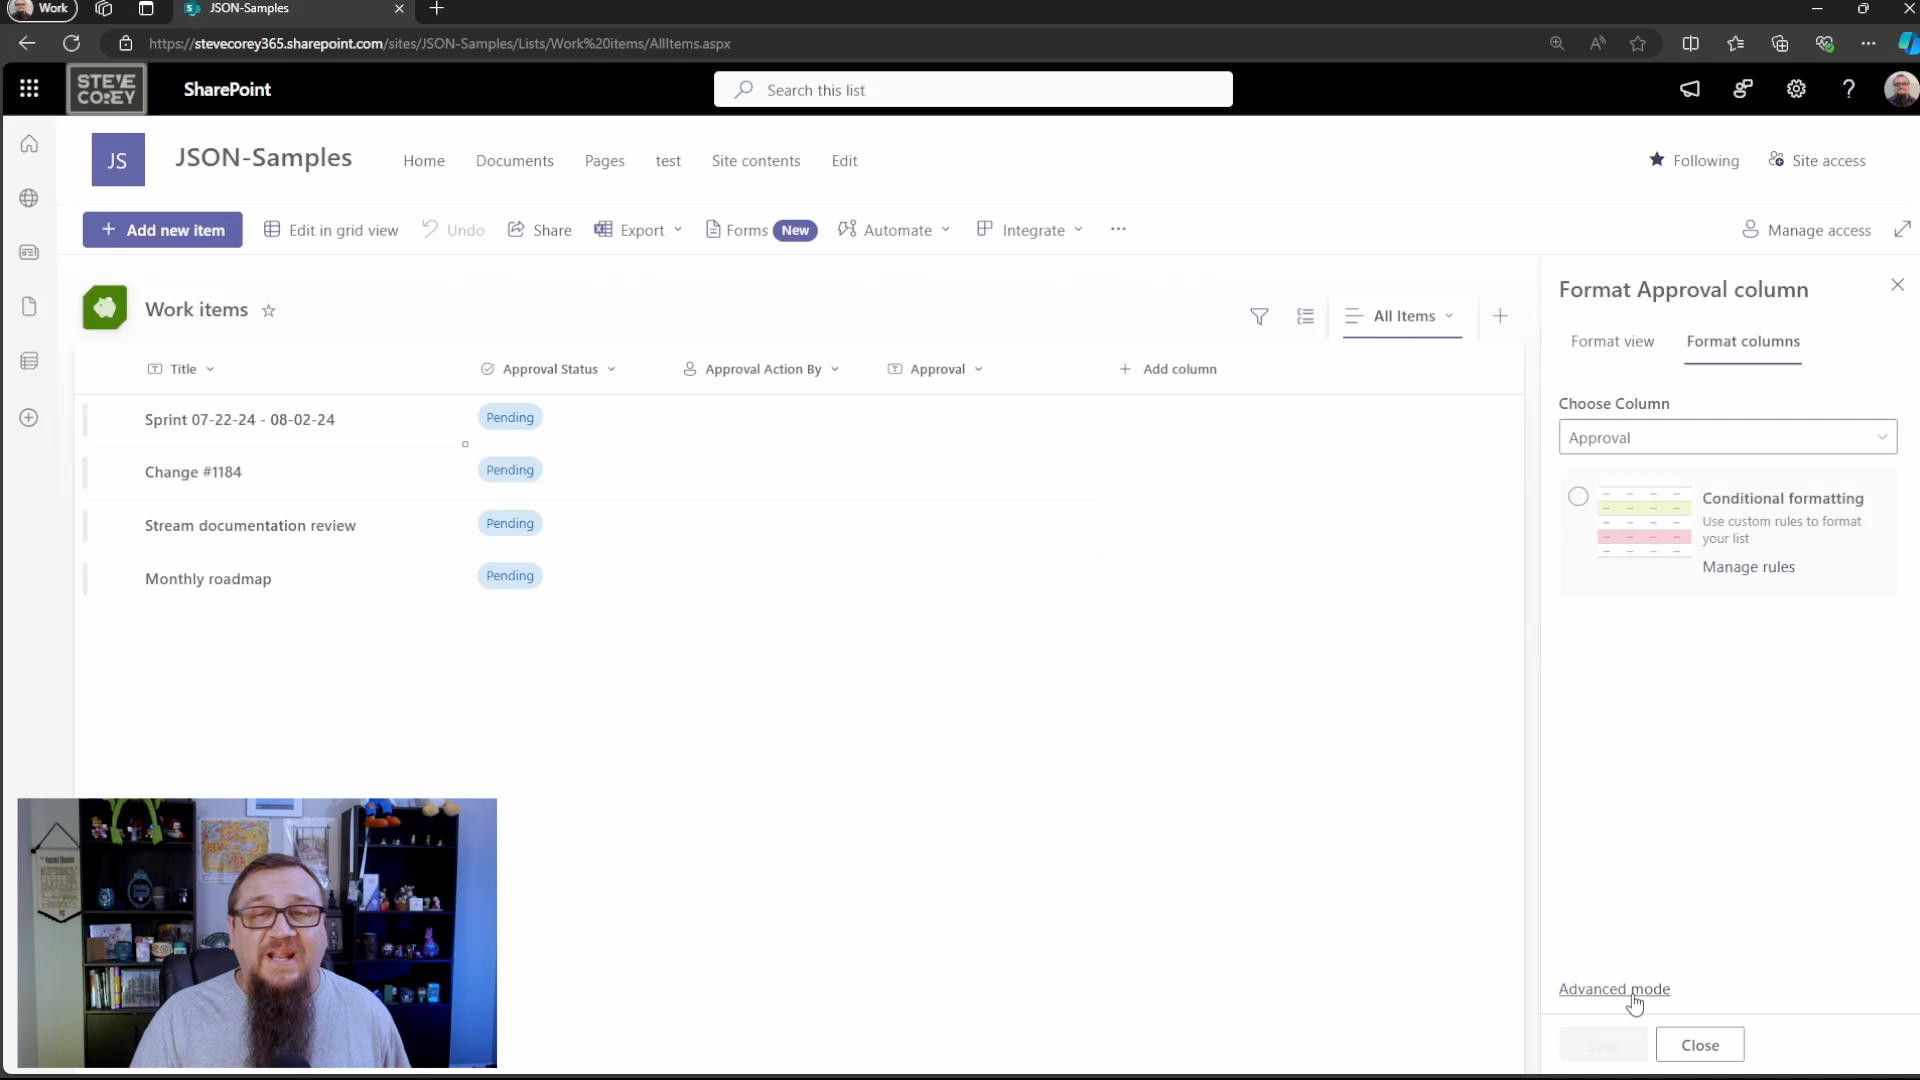 Work
JSON-Samples
https://stevecorey365.sharepoint.com/sites/JSON-Samples/Lists/Work%20items/AllItems.aspx
STEVE
COREY
SharePoint
Search this list
JS
JSON-Samples
Home
Documents
Pages
test
Site contents
Edit
Following
Site access
+ Add new item
Edit in grid view
Undo
Share
Export
Forms
New
Automate
Integrate
...
Manage access
Work items
All Items
Title
Approval Status
Approval Action By
Approval
+ Add column
Sprint 07-22-24 - 08-02-24
Pending
Change #1184
Pending
Stream documentation review
Pending
Monthly roadmap
Pending
Format Approval column
Format view
Format columns
Choose Column
Approval
Conditional formatting
Use custom rules to format
your list
Manage rules
Advanced mode
Close